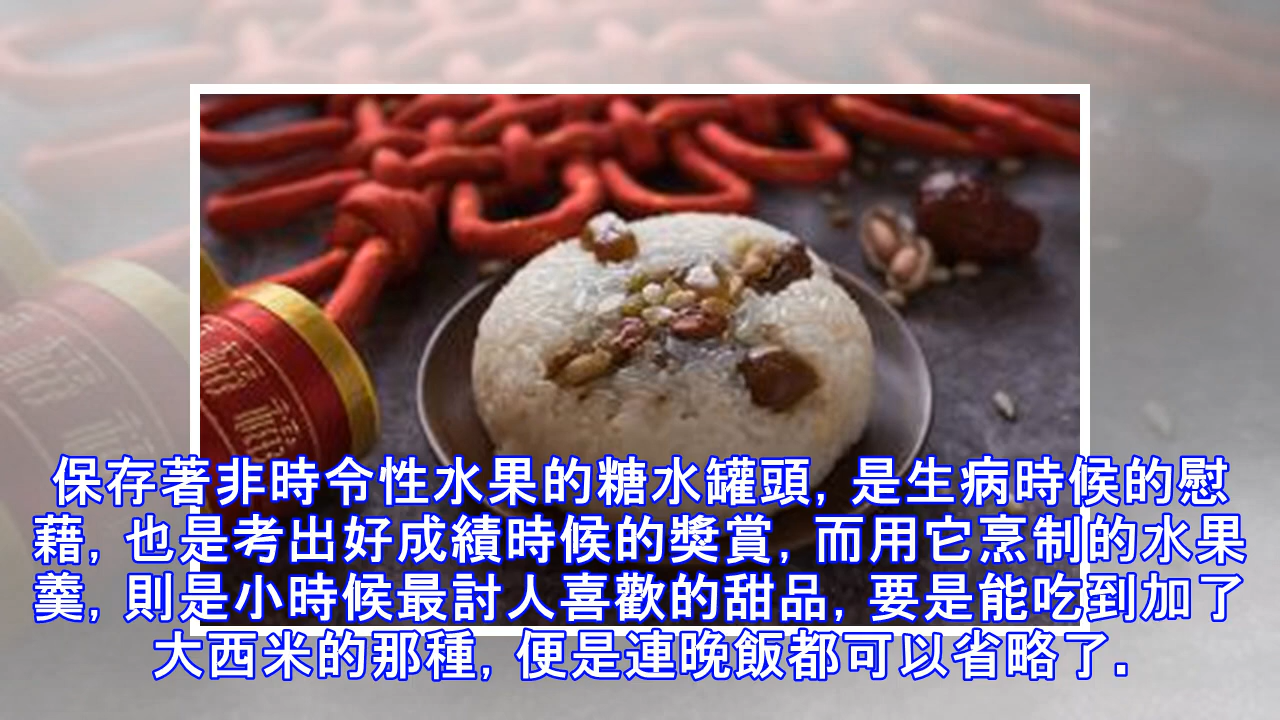 保存著非時令性水果的糖水罐頭, 是生病時候的慰
藉, 也是考出好成績時候的獎賞, 而用它烹制的水果
羹, 則是小時候最討人喜歡的甜品, 要是能吃到加了
大西米的那種, 便是連晚飯都可以省略了.